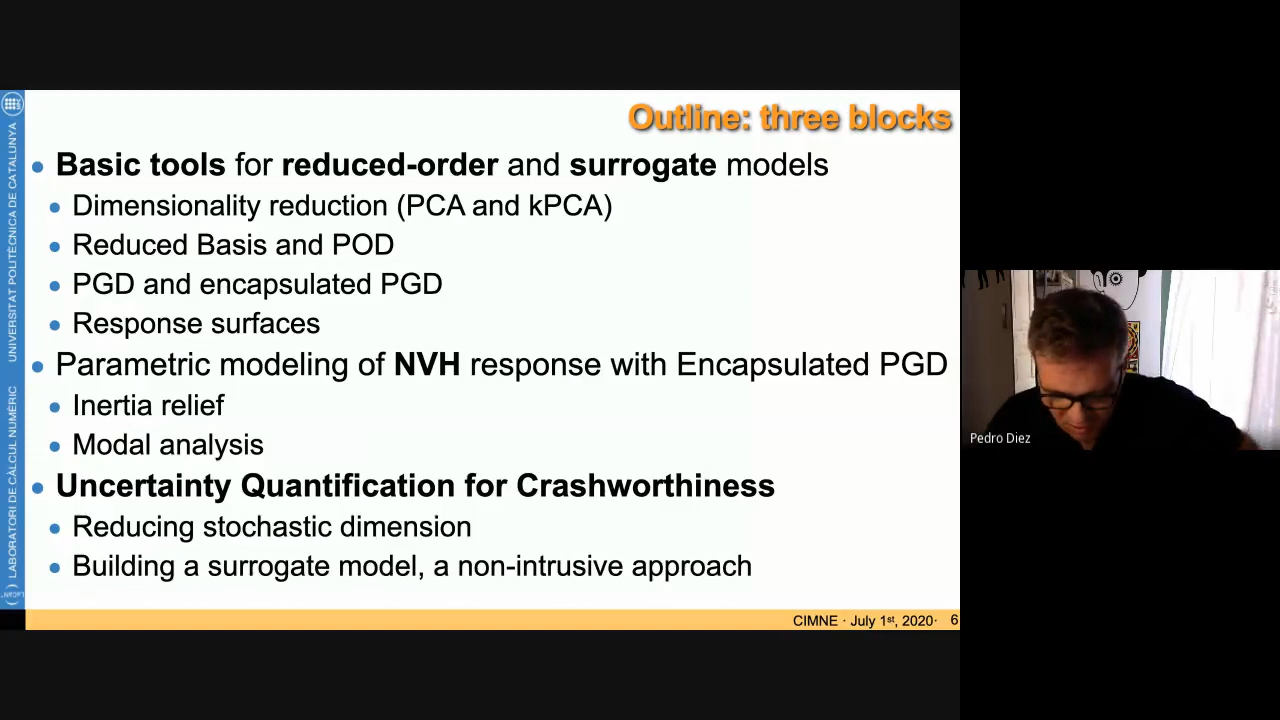 Outline: three blocks
Basic tools for reduced-order and surrogate models
Dimensionality reduction (PCA and kPCA)
Reduced Basis and POD
PGD and encapsulated PGD
Response surfaces
Parametric modeling of NVH response with Encapsulated PGD
Inertia relief
Modal analysis
Uncertainty Quantification for Crashworthiness
Reducing stochastic dimension
Building a surrogate model, a non-intrusive approach
CIMNE · July 1st, 2020· 6
LABORATORI DE CÀLCUL NUMÈRIC UNIVERSITAT POLITÈCNICA DE CATALUNYA
Pedro Diez